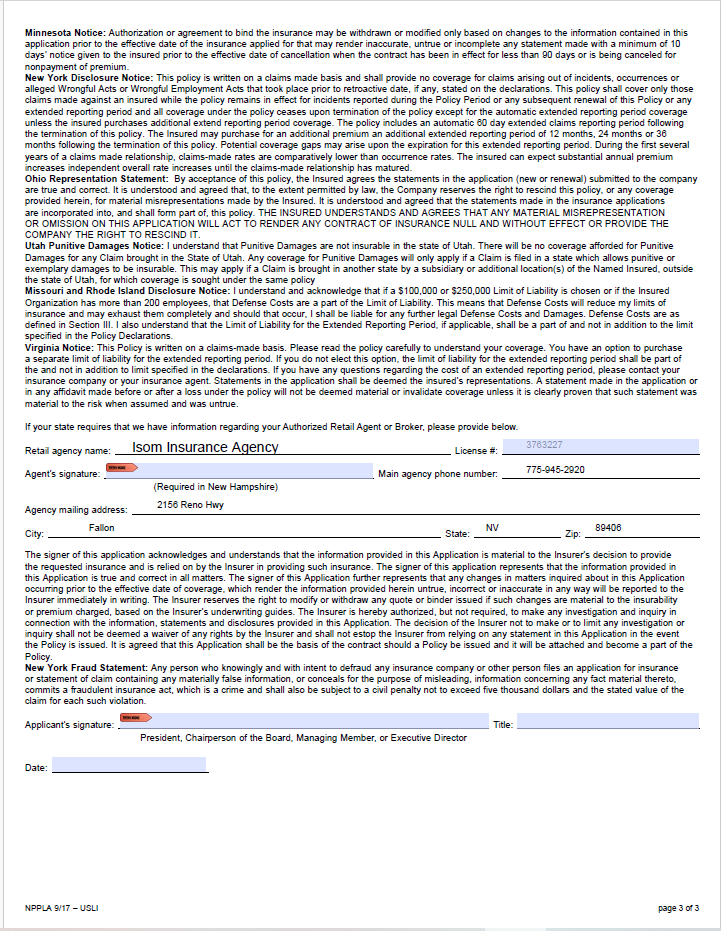 Minnesota Notice: Authorization or agreement to bind the insurance may be withdrawn or modified only based on changes to the information contained in this
application prior to the effective date of the insurance applied for that may render inaccurate, untrue or incomplete any statement made with a minimum of 10
days' notice given to the insured prior to the effective date of cancellation when the contract has been in effect for less than 90 days or is being canceled for
nonpayment of premium.
New York Disclosure Notice: This policy is written on a claims made basis and shall provide no coverage for claims arising out of incidents, occurrences or
alleged Wrongful Acts or Wrongful Employment Acts that took place prior to retroactive date, if any, stated on the declarations. This policy shall cover only those
claims made against an insured while the policy remains in effect for incidents reported during the Policy Period or any subsequent renewal of this Policy or any
extended reporting period and all coverage under the policy ceases upon termination of the policy except for the automatic extended reporting period coverage
unless the insured purchases additional extend reporting period coverage. The policy includes an automatic 60 day extended claims reporting period following
the termination of this policy. The Insured may purchase for an additional premium an additional extended reporting period of 12 months, 24 months or 36
months following the termination of this policy. Potential coverage gaps may arise upon the expiration for this extended reporting period. During the first several
years of a claims made relationship, claims-made rates are comparatively lower than occurrence rates. The insured can expect substantial annual premium
increases independent overall rate increases until the claims-made relationship has matured.
Ohio Representation Statement: By acceptance of this policy, the Insured agrees the statements in the application (new or renewal) submitted to the company
are true and correct. It is understood and agreed that, to the extent permitted by law, the Company reserves the right to rescind this policy, or any coverage
provided herein, for material misrepresentations made by the Insured. It is understood and agreed that the statements made in the insurance applications
are incorporated into, and shall form part of, this policy. THE INSURED UNDERSTANDS AND AGREES THAT ANY MATERIAL MISREPRESENTATION
OR OMISSION ON THIS APPLICATION WILL ACT TO RENDER ANY CONTRACT OF INSURANCE NULL AND WITHOUT EFFECT OR PROVIDE THE
COMPANY THE RIGHT TO RESCIND IT.
Utah Punitive Damages Notice: I understand that Punitive Damages are not insurable in the state of Utah. There will be no coverage afforded for Punitive
Damages for any Claim brought in the State of Utah. Any coverage for Punitive Damages will only apply if a Claim is filed in a state which allows punitive or
exemplary damages to be insurable. This may apply if a Claim is brought in another state by a subsidiary or additional location(s) of the Named Insured, outside
the state of Utah, for which coverage is sought under the same policy
Missouri and Rhode Island Disclosure Notice: I understand and acknowledge that if a $100,000 or $250,000 Limit of Liability is chosen or if the Insured
Organization has more than 200 employees, that Defense Costs are a part of the Limit of Liability. This means that Defense Costs will reduce my limits of
insurance and may exhaust them completely and should that occur, I shall be liable for any further legal Defense Costs and Damages. Defense Costs are as
defined in Section III. I also understand that the Limit of Liability for the Extended Reporting Period, if applicable, shall be a part of and not in addition to the limit
specified in the Policy Declarations.
Virginia Notice: This Policy is written on a claims-made basis. Please read the policy carefully to understand your coverage. You have an option to purchase
a separate limit of liability for the extended reporting period. If you do not elect this option, the limit of liability for the extended reporting period shall be part of
the and not in addition to limit specified in the declarations. If you have any questions regarding the cost of an extended reporting period, please contact your
insurance company or your insurance agent. Statements in the application shall be deemed the insured's representations. A statement made in the application or
in any affidavit made before or after a loss under the policy will not be deemed material or invalidate coverage unless it is clearly proven that such statement was
material to the risk when assumed and was untrue.
If your state requires that we have information regarding your Authorized Retail Agent or Broker, please provide below.
Retail agency name: Isom Insurance Agency License #: 3763227
Agent's signature: Main agency phone number: 775-945-2920
(Required in New Hampshire)
Agency mailing address: 2156 Reno Hwy
City: Fallon State: NV Zip: 89406
The signer of this application acknowledges and understands that the information provided in this Application is material to the Insurer's decision to provide
the requested insurance and is relied on by the Insurer in providing such insurance. The signer of this application represents that the information provided in
this Application is true and correct in all matters. The signer of this Application further represents that any changes in matters inquired about in this Application
occurring prior to the effective date of coverage, which render the information provided herein untrue, incorrect or inaccurate in any way will be reported to the
Insurer immediately in writing. The Insurer reserves the right to modify or withdraw any quote or binder issued if such changes are material to the insurability
or premium charged, based on the Insurer's underwriting guides. The Insurer is hereby authorized, but not required, to make any investigation and inquiry in
connection with the information, statements and disclosures provided in this Application. The decision of the Insurer not to make or to limit any investigation or
inquiry shall not be deemed a waiver of any rights by the Insurer and shall not estop the Insurer from relying on any statement in this Application in the event
the Policy is issued. It is agreed that this Application shall be the basis of the contract should a Policy be issued and it will be attached and become a part of the
Policy.
New York Fraud Statement: Any person who knowingly and with intent to defraud any insurance company or other person files an application for insurance
or statement of claim containing any materially false information, or conceals for the purpose of misleading, information concerning any fact material thereto,
commits a fraudulent insurance act, which is a crime and shall also be subject to a civil penalty not to exceed five thousand dollars and the stated value of the
claim for each such violation.
Applicant's signature: Title:
President, Chairperson of the Board, Managing Member, or Executive Director
Date:
NPPLA 9/17 – USLI page 3 of 3